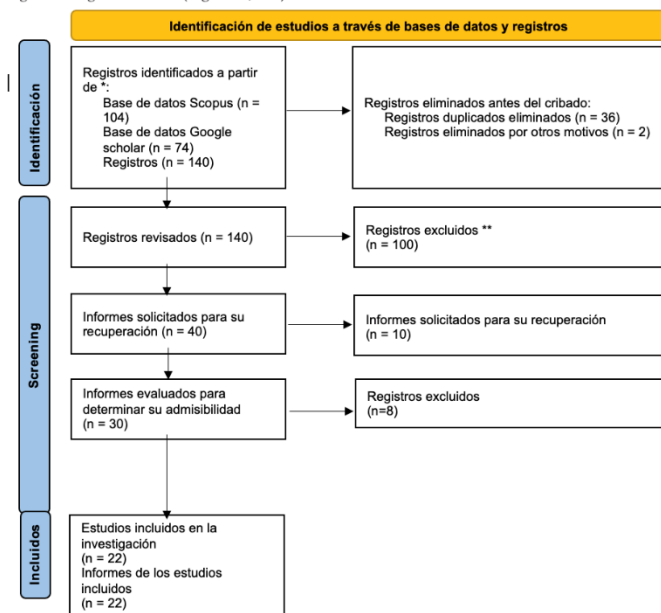 Identificación de estudios a través de bases de datos y registros
Identificación
Registros identificados a partir
de *:
Base de datos Scopus (n =
104)
Base de datos Google
scholar (n = 74)
Registros (n = 140)
Registros eliminados antes del cribado:
Registros duplicados eliminados (n = 36)
Registros eliminados por otros motivos (n = 2)
Screening
Registros revisados (n = 140)
Registros excluidos **
(n = 100)
Informes solicitados para su
recuperación (n = 40)
Informes solicitados para su recuperación
(n = 10)
Informes evaluados para
determinar su admisibilidad
(n = 30)
Registros excluidos
(n=8)
Incluidos
Estudios incluidos en la
investigación
(n = 22)
Informes de los estudios
incluidos
(n = 22)